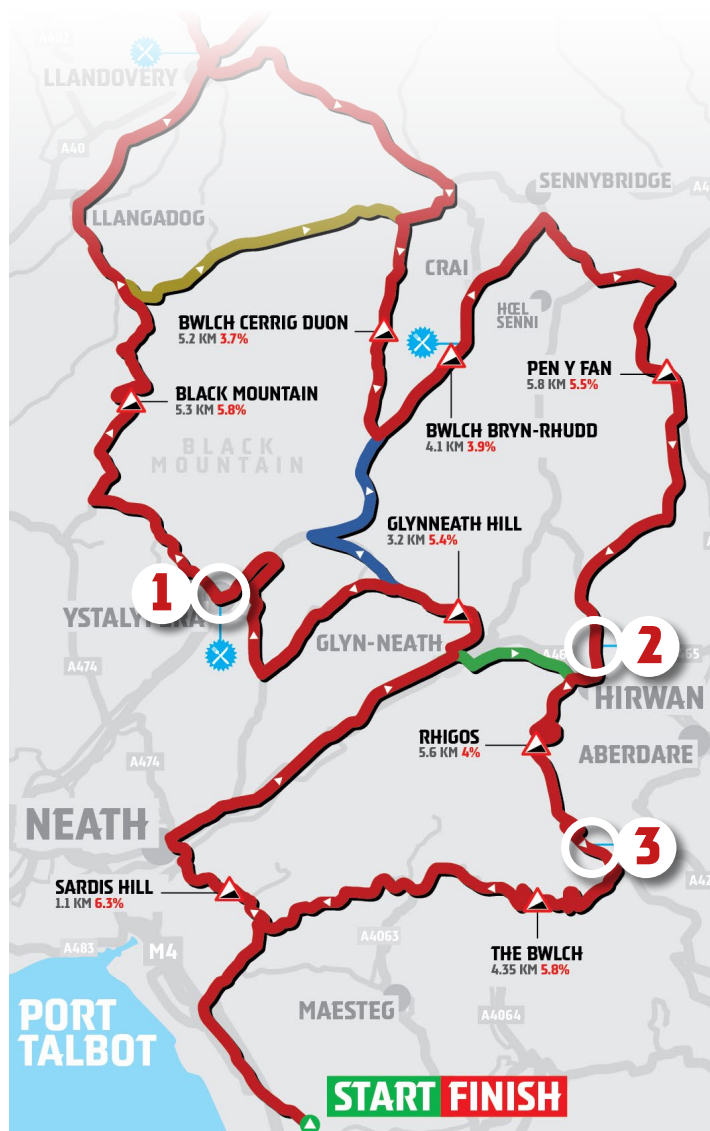 LLANDOVERY
A40
LLANGADOG
SENNYBRIDGE
CRAI
HŒEL
SENNI
BWLCH CERRIG DUON
5.2 KM 3.7%
PEN Y FAN
5.8 KM 5.5%
BLACK MOUNTAIN
5.3 KM 5.8%
BWLCH BRYN-RHUDD
4.1 KM 3.9%
BLACK
MOUNTAIN
GLYNNEATH HILL
3.2 KM 5.4%
1
GLYN-NEATH
2
A474
HIRWAN
RHIGOS
5.6 KM 4%
ABERDARE
A474
NEATH
3
SARDIS HILL
1.1 KM 6.3%
A4063
A483
M4
THE BWLCH
4.35 KM 5.8%
MAESTEG
A4064
PORT
TALBOT
START FINISH